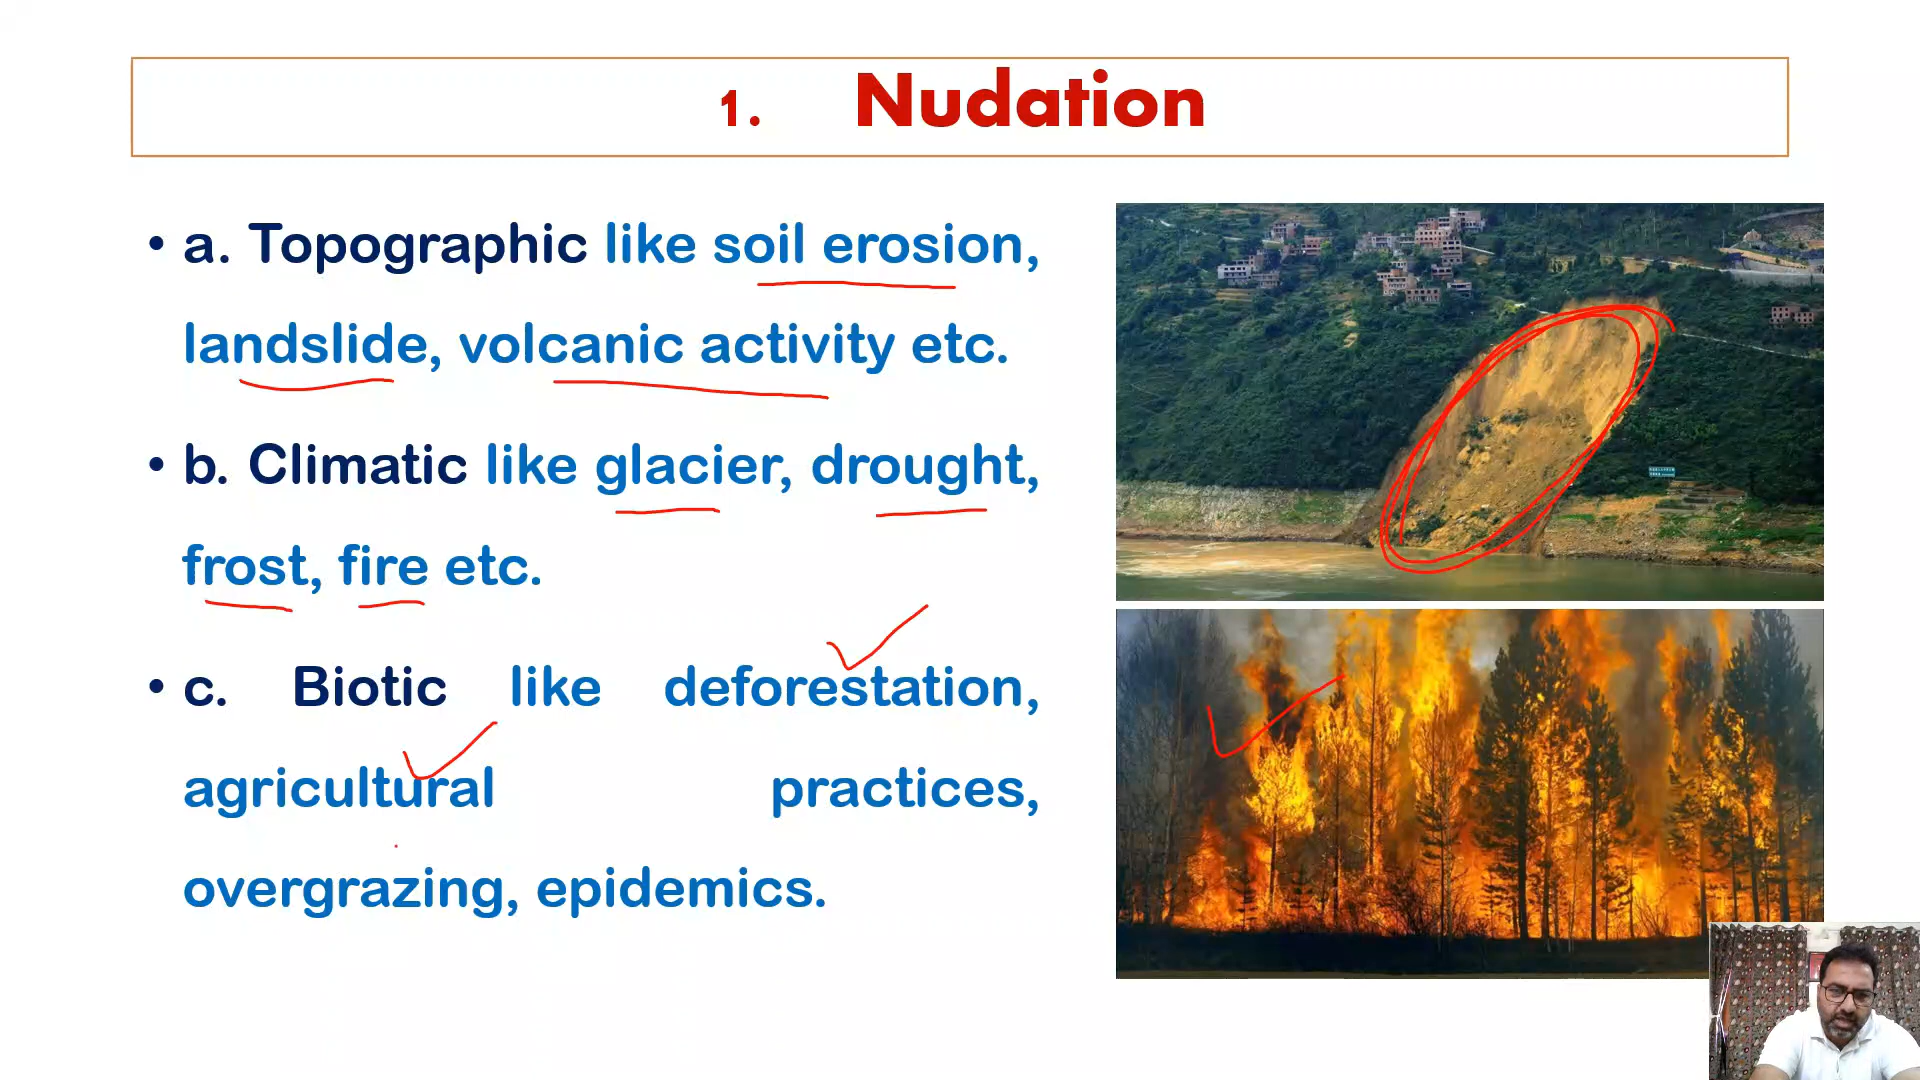 1. Nudation
• a. Topographic like soil erosion,
landslide, volcanic activity etc.
• b. Climatic like glacier, drought,
frost, fire etc.
• c. Biotic like deforestation,
agricultural practices,
overgrazing, epidemics.